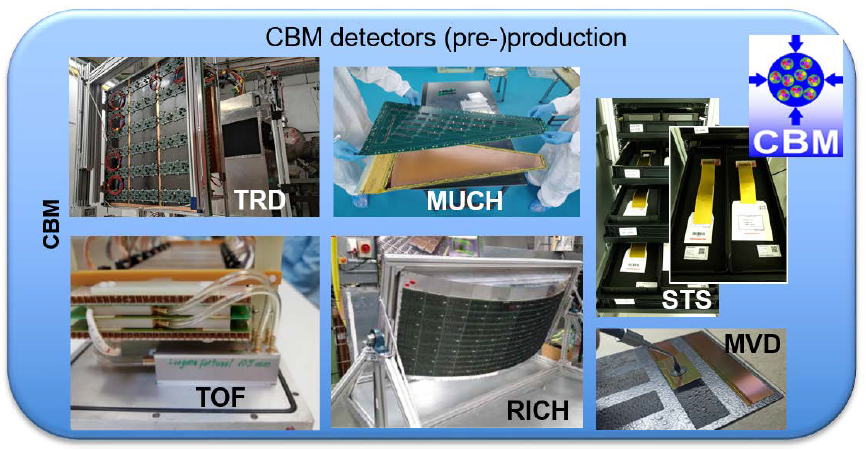 CBM detectors (pre-)production
CBM
CBM
TRD
MUCH
STS
TOF
RICH
MVD